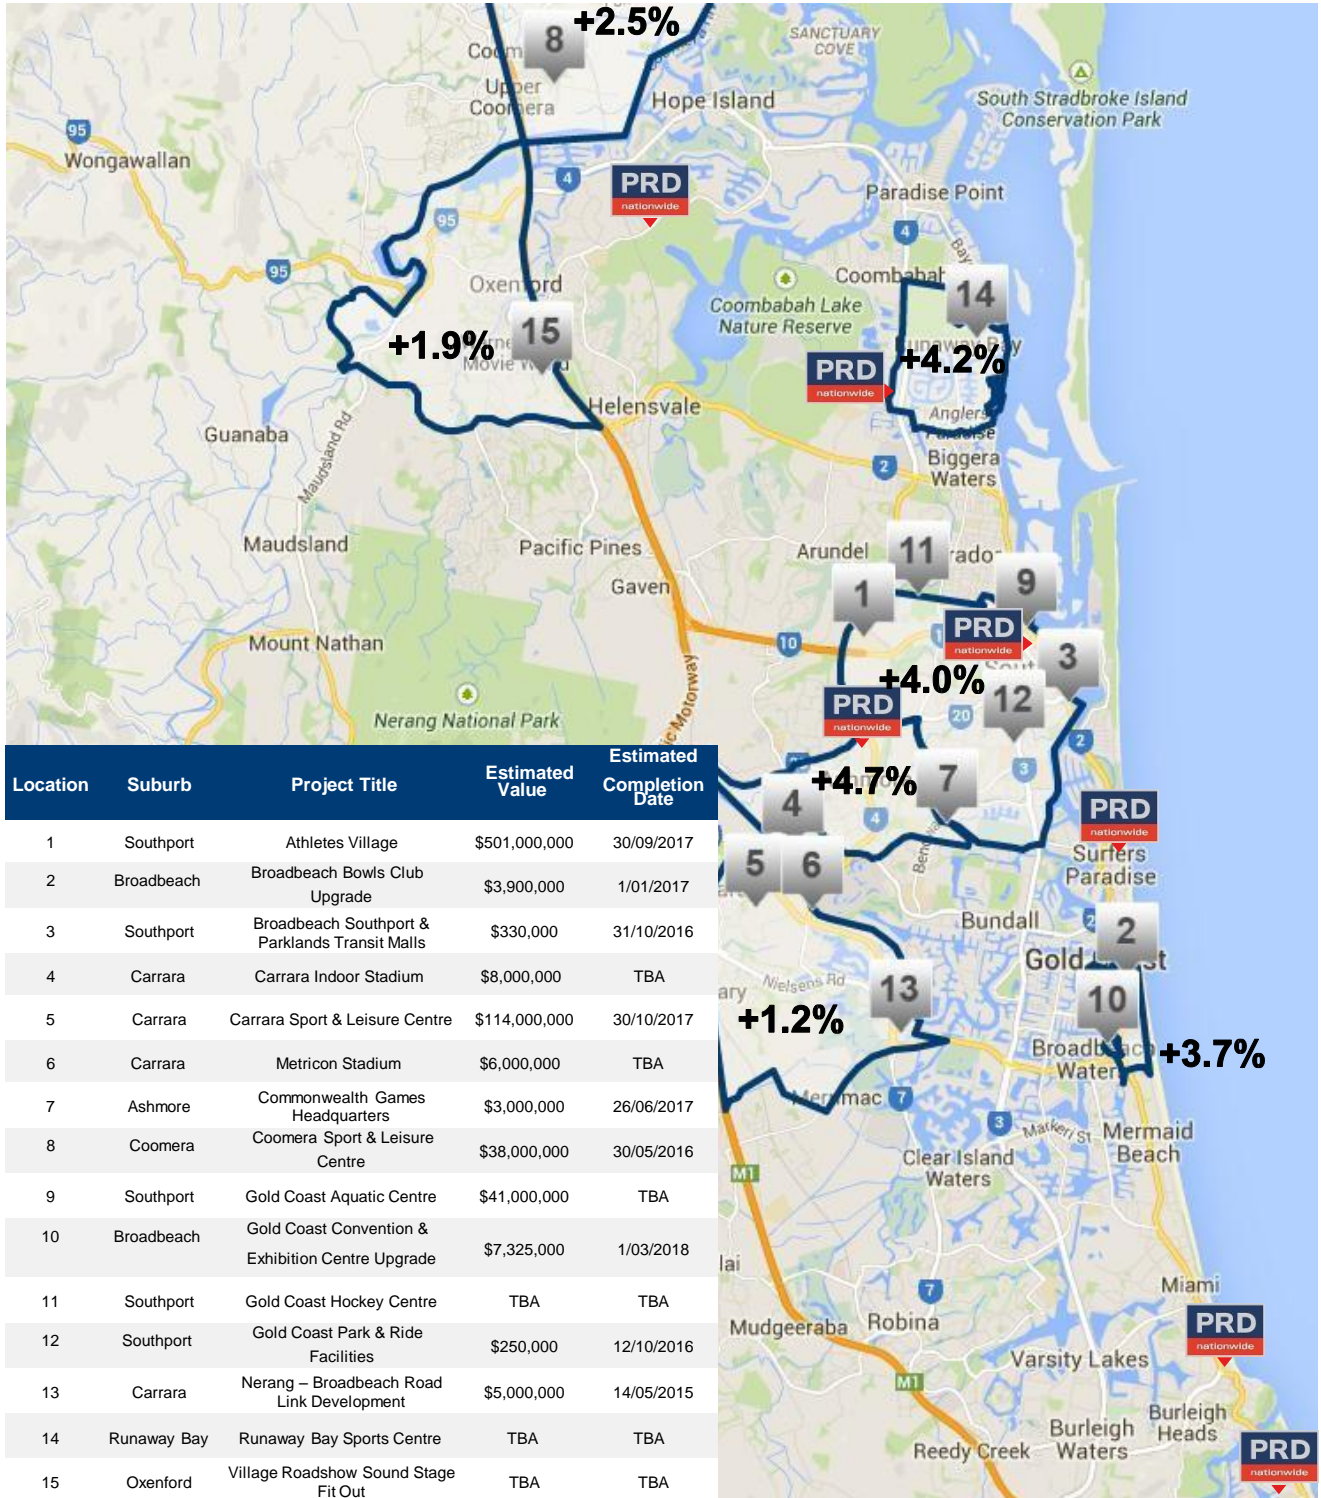 8
+2.5%
SANCTUARY
COVE
Upper
Hope Island
South Stradbroke Island
Conservation Park
95
Wongawallan
4
PRD
nationwide
Paradise Point
95
4
95
Oxenford
Coombabah
14
Coombabah Lake
Nature Reserve
+1.9%
15
Runaway Bay
+4.2%
PRD
nationwide
Movie World
Helensvale
Anglers
Paradise
Guanaba
Maudsland Rd
2
Biggera
Waters
Maudsland
Pacific Pines
Arundel
11
Gaven
1
9
Mount Nathan
10
PRD
nationwide
3
+4.0%
12
Nerang National Park
PRD
nationwide
20
2
3
+4.7%
7
4
4
PRD
nationwide
5
6
Surfers
Paradise
Bundall
2
Gold Coast
Nielsens Rd
13
10
+1.2%
Broadbeach
Waters
+3.7%
Merrimac
7
3
Markeri St
Mermaid
Beach
Clear Island
Waters
M1
7
Miami
Mudgeeraba
Robina
PRD
nationwide
Varsity Lakes
M1
Burleigh
Heads
Burleigh
Waters
Reedy Creek
PRD
nationwide
Location Suburb Project Title Estimated Value Estimated Completion Date
1 Southport Athletes Village $501,000,000 30/09/2017
2 Broadbeach Broadbeach Bowls Club Upgrade $3,900,000 1/01/2017
3 Southport Broadbeach Southport & Parklands Transit Malls $330,000 31/10/2016
4 Carrara Carrara Indoor Stadium $8,000,000 TBA
5 Carrara Carrara Sport & Leisure Centre $114,000,000 30/10/2017
6 Carrara Metricon Stadium $6,000,000 TBA
7 Ashmore Commonwealth Games Headquarters $3,000,000 26/06/2017
8 Coomera Coomera Sport & Leisure Centre $38,000,000 30/05/2016
9 Southport Gold Coast Aquatic Centre $41,000,000 TBA
10 Broadbeach Gold Coast Convention & Exhibition Centre Upgrade $7,325,000 1/03/2018
11 Southport Gold Coast Hockey Centre TBA TBA
12 Southport Gold Coast Park & Ride Facilities $250,000 12/10/2016
13 Carrara Nerang – Broadbeach Road Link Development $5,000,000 14/05/2015
14 Runaway Bay Runaway Bay Sports Centre TBA TBA
15 Oxenford Village Roadshow Sound Stage Fit Out TBA TBA